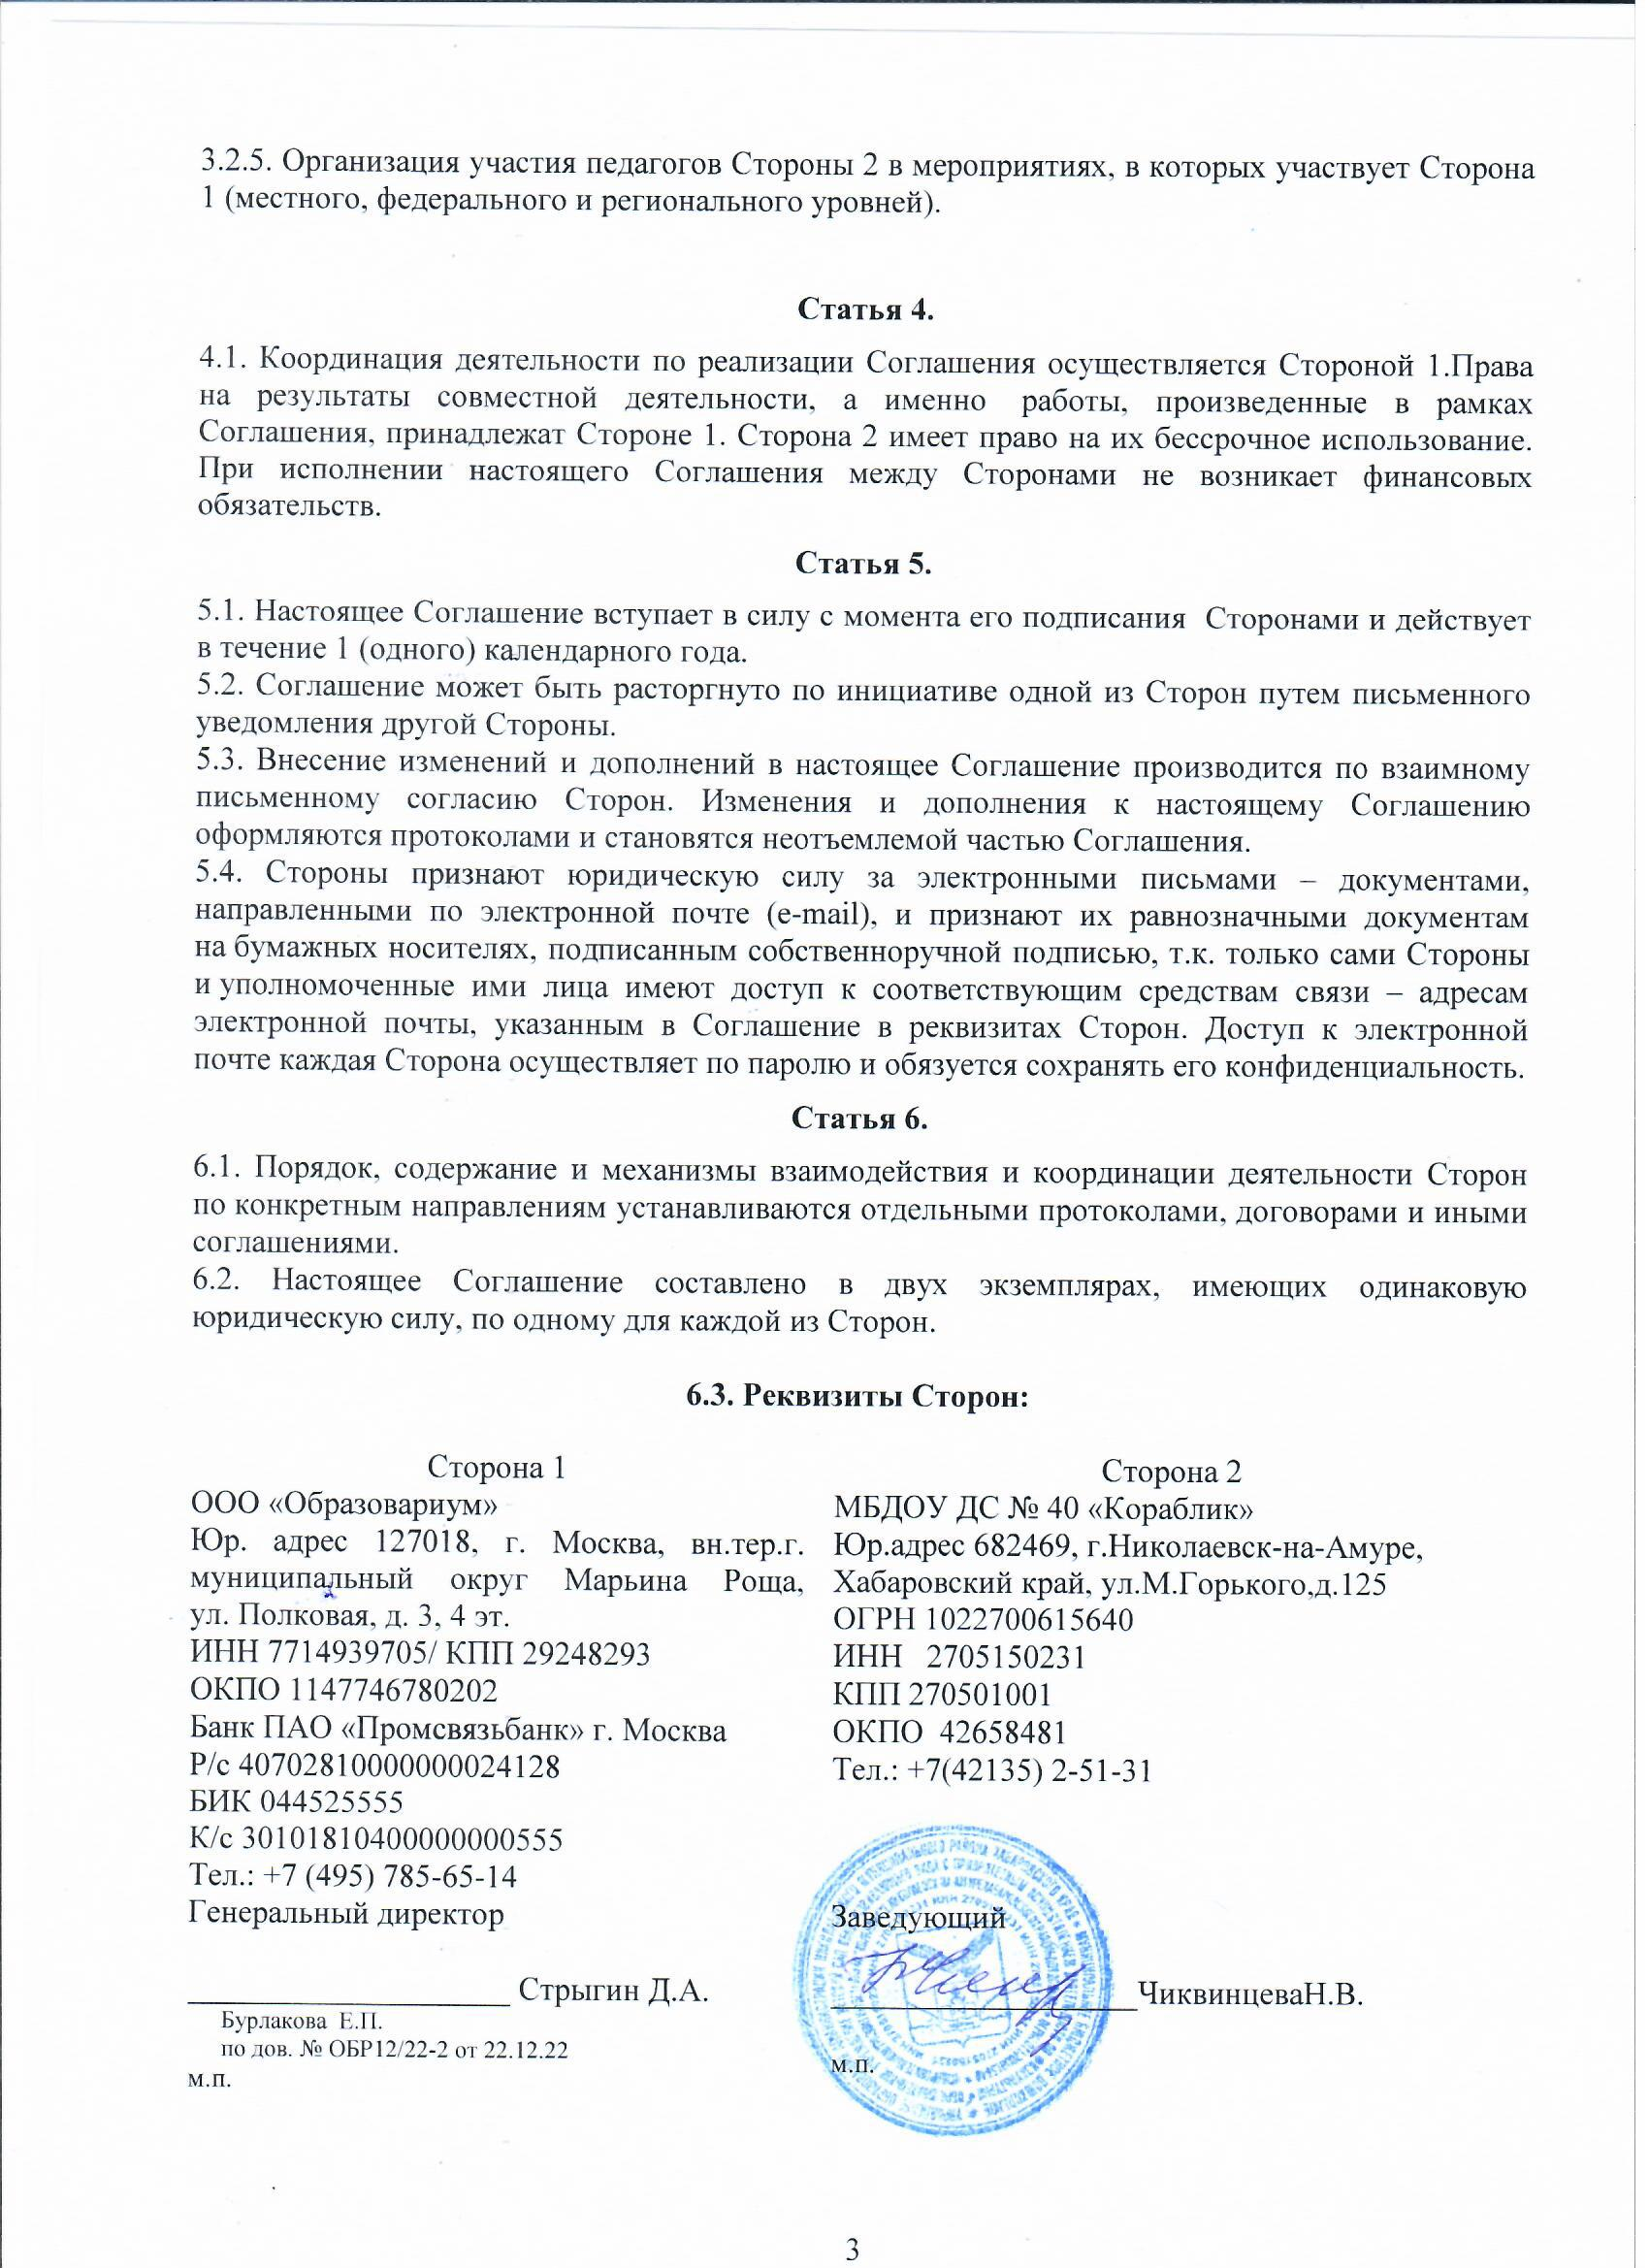 3.2.5. Организация участия педагогов Стороны 2 в мероприятиях, в которых участвует Сторона
1 (местного, федерального и регионального уровней).
Статья 4.
4.1. Координация деятельности по реализации Соглашения осуществляется Стороной 1.Права
на результаты совместной деятельности, а именно работы, произведенные в рамках
Соглашения, принадлежат Стороне 1. Сторона 2 имеет право на их бессрочное использование.
При исполнении настоящего Соглашения между Сторонами не возникает финансовых
обязательств.
Статья 5.
5.1. Настоящее Соглашение вступает в силу с момента его подписания Сторонами и действует
в течение 1 (одного) календарного года.
5.2. Соглашение может быть расторгнуто по инициативе одной из Сторон путем письменного
уведомления другой Стороны.
5.3. Внесение изменений и дополнений в настоящее Соглашение производится по взаимному
письменному согласию Сторон. Изменения и дополнения к настоящему Соглашению
оформляются протоколами и становятся неотъемлемой частью Соглашения.
5.4. Стороны признают юридическую силу за электронными письмами – документами,
направленными по электронной почте (e-mail), и признают их равнозначными документам
на бумажных носителях, подписанным собственноручной подписью, т.к. только сами Стороны
и уполномоченные ими лица имеют доступ к соответствующим средствам связи – адресам
электронной почты, указанным в Соглашение в реквизитах Сторон. Доступ к электронной
почте каждая Сторона осуществляет по паролю и обязуется сохранять его конфиденциальность.
Статья 6.
6.1. Порядок, содержание и механизмы взаимодействия и координации деятельности Сторон
по конкретным направлениям устанавливаются отдельными протоколами, договорами и иными
соглашениями.
6.2. Настоящее Соглашение составлено в двух экземплярах, имеющих одинаковую
юридическую силу, по одному для каждой из Сторон.
6.3. Реквизиты Сторон:
Сторона 1
ООО «Образовариум»
Юр. адрес 127018, г. Москва, вн.тер.г.
муниципальный округ Марьина Роща,
ул. Полковая, д. 3, 4 эт.
ИНН 7714939705/ КПП 29248293
ОКПО 1147746780202
Банк ПАО «Промсвязьбанк» г. Москва
Р/с 40702810000000024128
БИК 044525555
К/с 30101810400000000555
Тел.: +7 (495) 785-65-14
Генеральный директор
____________________ Стрыгин Д.А.
Бурлакова Е.П.
по дов. № ОБР12/22-2 от 22.12.22
м.п.
Сторона 2
МБДОУ ДС № 40 «Кораблик»
Юр.адрес 682469, г.Николаевск-на-Амуре,
Хабаровский край, ул.М.Горького,д.125
ОГРН 1022700615640
ИНН 2705150231
КПП 270501001
ОКПО 42658481
Тел.: +7(42135) 2-51-31
Заведующий
___________________ЧиквинцеваН.В.
м.п.
3